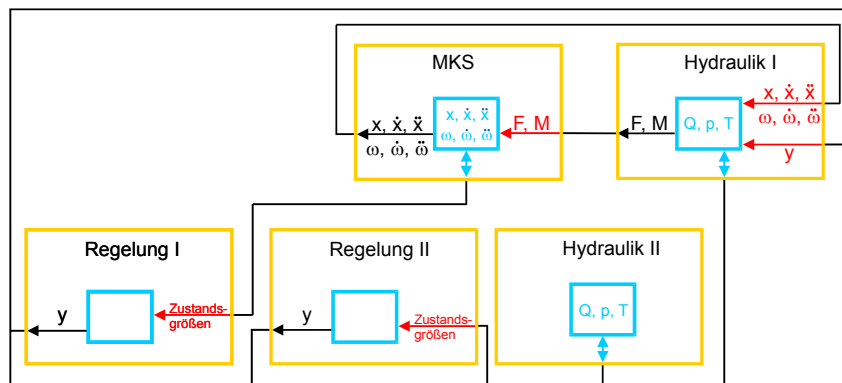 MKS
Hydraulik I
x, ẋ, ẍ
ω, ω̇, ω̈
x, ẋ, ẍ
ω, ω̇, ω̈
F, M
F, M
Q, p, T
x, ẋ, ẍ
ω, ω̇, ω̈
y
Regelung I
Regelung II
Hydraulik II
y
Zustands-
größen
y
Zustands-
größen
Q, p, T